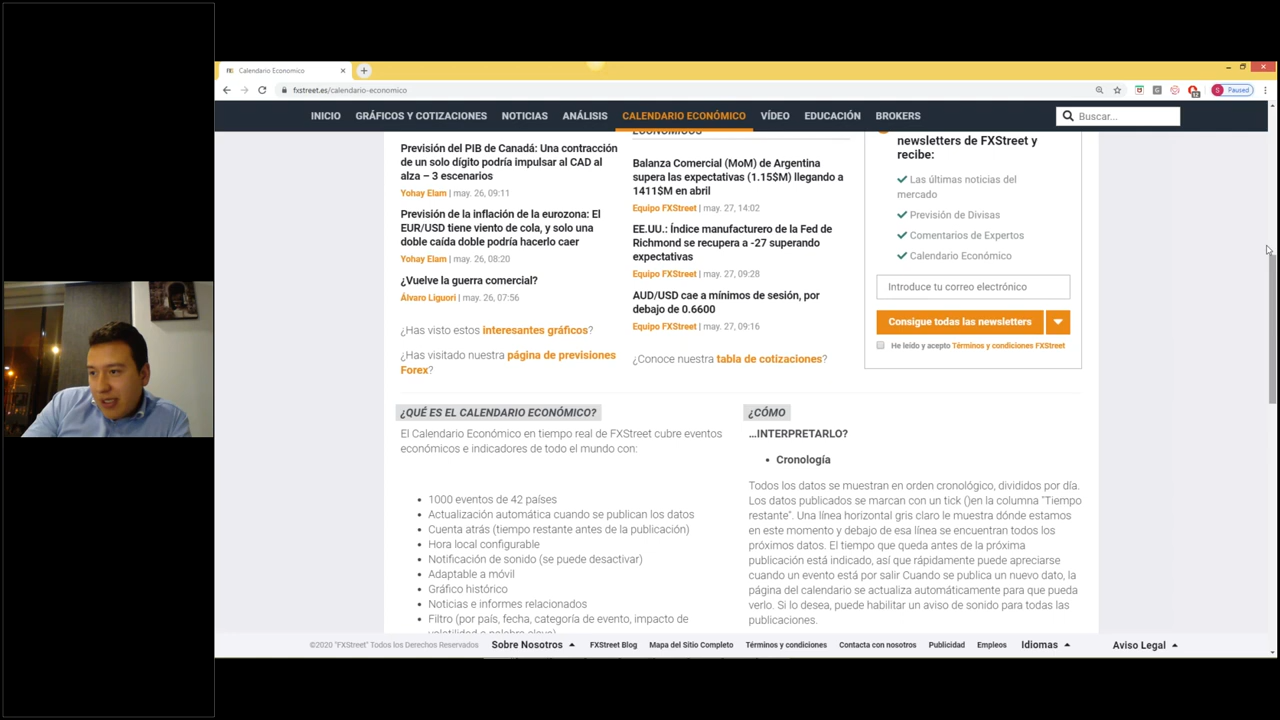 Calendario Economico
fxstreet.es/calendario-economico
S Paused
INICIO GRÁFICOS Y COTIZACIONES NOTICIAS ANÁLISIS CALENDARIO ECONÓMICO VÍDEO EDUCACIÓN BROKERS Buscar...
Previsión del PIB de Canadá: Una contracción
de un solo dígito podría impulsar al CAD al
alza – 3 escenarios
Yohay Elam | may. 26, 09:11
Previsión de la inflación de la eurozona: El
EUR/USD tiene viento de cola, y solo una
doble caída doble podría hacerlo caer
Yohay Elam | may. 26, 08:20
¿Vuelve la guerra comercial?
Álvaro Liguori | may. 26, 07:56
¿Has visto estos interesantes gráficos?
¿Has visitado nuestra página de previsiones
Forex?
ECONÓMICOS
Balanza Comercial (MoM) de Argentina
supera las expectativas (1.15$M) llegando a
1411$M en abril
Equipo FXStreet | may. 27, 14:02
EE.UU.: Índice manufacturero de la Fed de
Richmond se recupera a -27 superando
expectativas
Equipo FXStreet | may. 27, 09:28
AUD/USD cae a mínimos de sesión, por
debajo de 0.6600
Equipo FXStreet | may. 27, 09:16
¿Conoce nuestra tabla de cotizaciones?
newsletters de FXStreet y
recibe:
Las últimas noticias del
mercado
Previsión de Divisas
Comentarios de Expertos
Calendario Económico
Introduce tu correo electrónico
Consigue todas las newsletters
He leído y acepto Términos y condiciones FXStreet
¿QUÉ ES EL CALENDARIO ECONÓMICO?
El Calendario Económico en tiempo real de FXStreet cubre eventos
económicos e indicadores de todo el mundo con:
• 1000 eventos de 42 países
• Actualización automática cuando se publican los datos
• Cuenta atrás (tiempo restante antes de la publicación)
• Hora local configurable
• Notificación de sonido (se puede desactivar)
• Adaptable a móvil
• Gráfico histórico
• Noticias e informes relacionados
• Filtro (por país, fecha, categoría de evento, impacto de
volatilidad o palabra clave)
¿CÓMO
…INTERPRETARLO?
• Cronología
Todos los datos se muestran en orden cronológico, divididos por día.
Los datos publicados se marcan con un tick ()en la columna "Tiempo
restante". Una línea horizontal gris claro le muestra dónde estamos
en este momento y debajo de esa línea se encuentran todos los
próximos datos. El tiempo que queda antes de la próxima
publicación está indicado, así que rápidamente puede apreciarse
cuando un evento está por salir Cuando se publica un nuevo dato, la
página del calendario se actualiza automáticamente para que pueda
verlo. Si lo desea, puede habilitar un aviso de sonido para todas las
publicaciones.
©2020 "FXStreet" Todos los Derechos Reservados Sobre Nosotros FXStreet Blog Mapa del Sitio Completo Términos y condiciones Contacta con nosotros Publicidad Empleos Idiomas Aviso Legal